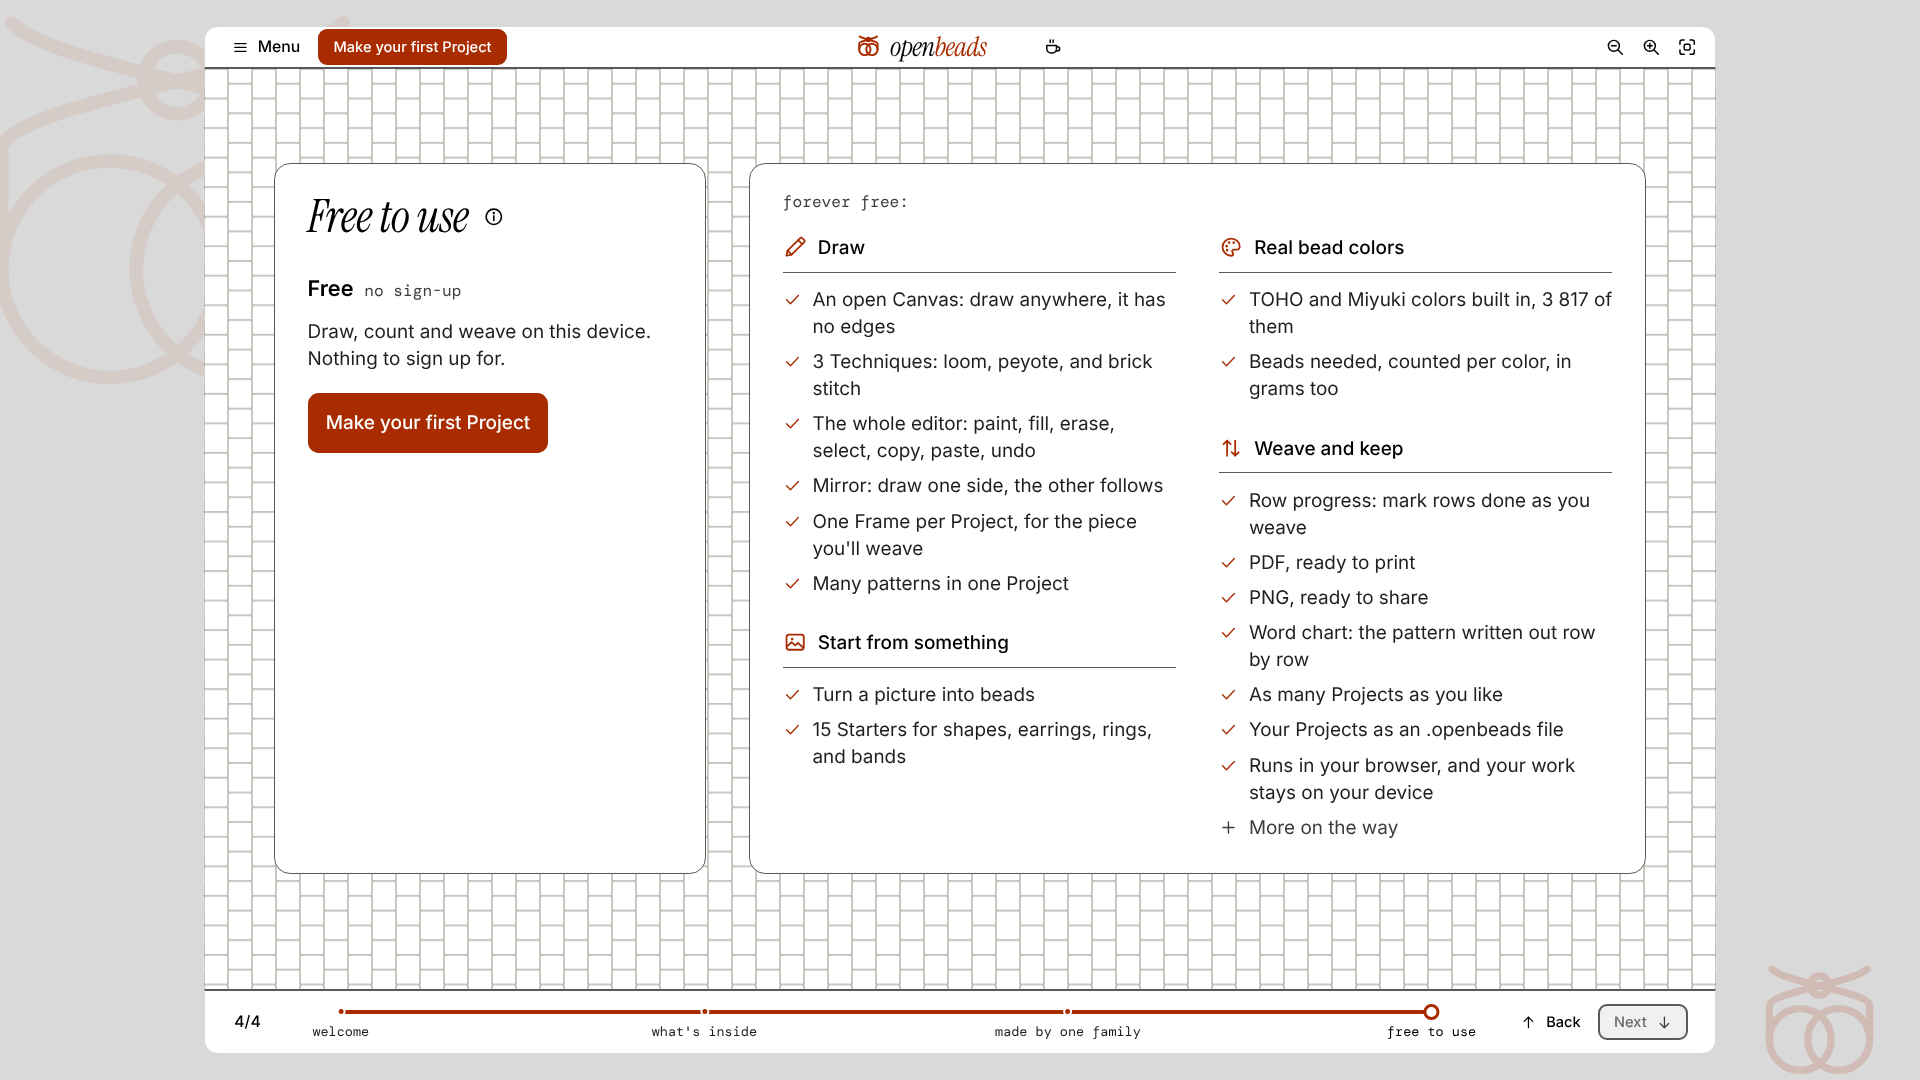 Menu
Make your first Project
openbeads
Free to use
Free no sign-up
Draw, count and weave on this device.
Nothing to sign up for.
Make your first Project
forever free:
Draw
An open Canvas: draw anywhere, it has
no edges
3 Techniques: loom, peyote, and brick
stitch
The whole editor: paint, fill, erase,
select, copy, paste, undo
Mirror: draw one side, the other follows
One Frame per Project, for the piece
you'll weave
Many patterns in one Project
Start from something
Turn a picture into beads
15 Starters for shapes, earrings, rings,
and bands
Real bead colors
TOHO and Miyuki colors built in, 3 817 of
them
Beads needed, counted per color, in
grams too
Weave and keep
Row progress: mark rows done as you
weave
PDF, ready to print
PNG, ready to share
Word chart: the pattern written out row
by row
As many Projects as you like
Your Projects as an .openbeads file
Runs in your browser, and your work
stays on your device
More on the way
4/4
welcome
what's inside
made by one family
free to use
Back
Next